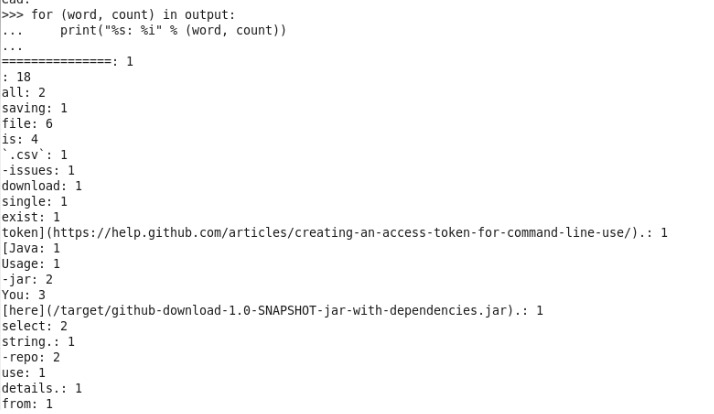 >>> for (word, count) in output:
...     print("%s: %i" % (word, count))
...
===============: 1
: 18
all: 2
saving: 1
file: 6
is: 4
`.csv`: 1
-issues: 1
download: 1
single: 1
exist: 1
token](https://help.github.com/articles/creating-an-access-token-for-command-line-use/).: 1
[Java: 1
Usage: 1
-jar: 2
You: 3
[here](/target/github-download-1.0-SNAPSHOT-jar-with-dependencies.jar).: 1
select: 2
string.: 1
-repo: 2
use: 1
details.: 1
from: 1